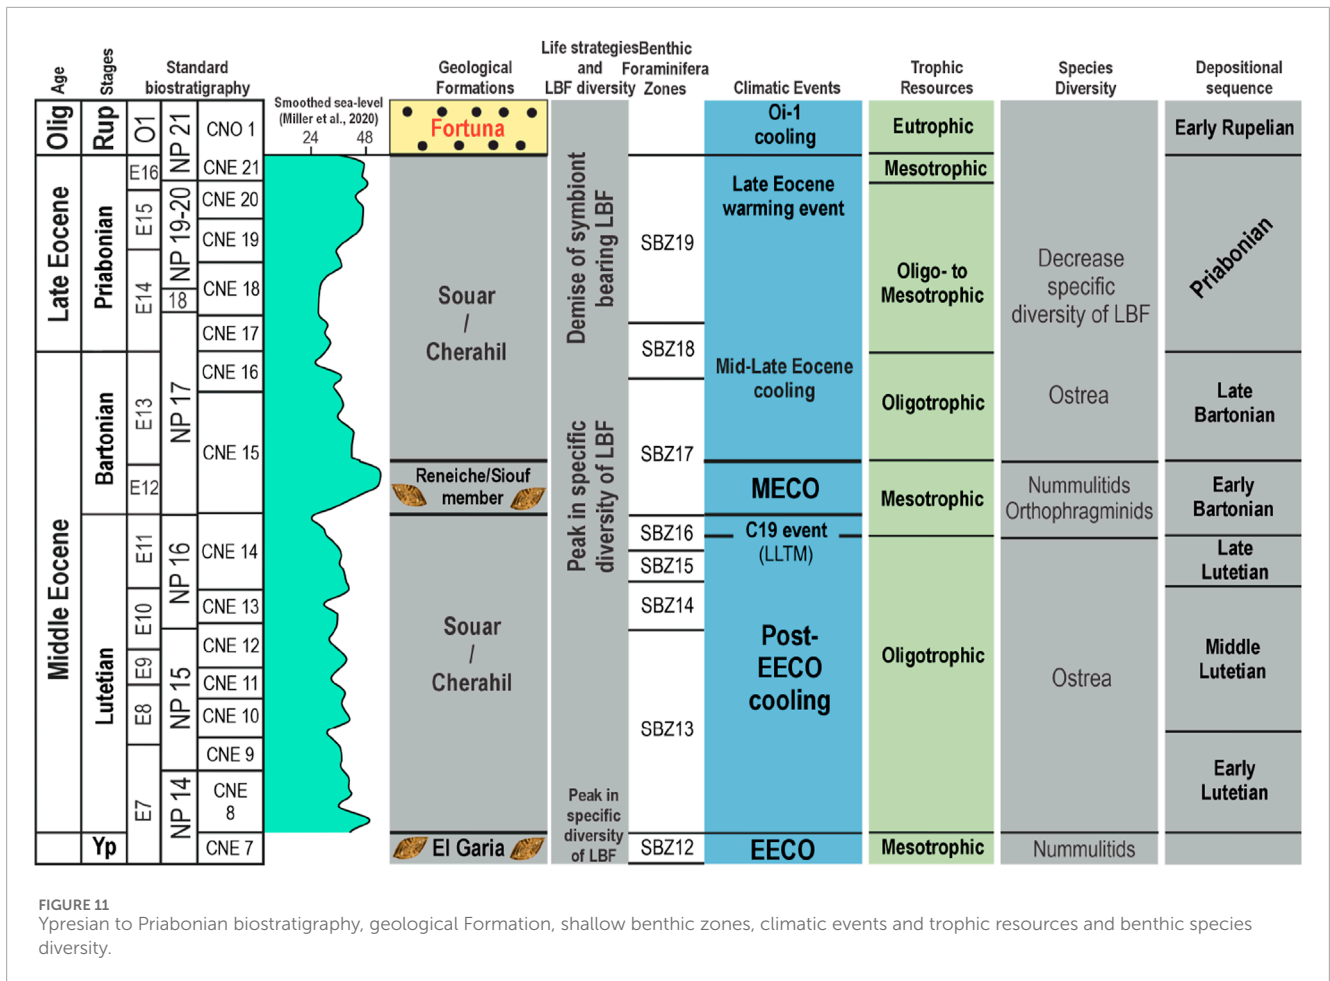 Age
Stages
Standard
biostratigraphy
Smoothed sea-level
(Miller et al., 2020)
24 48
Geological
Formations
Life strategies
and
LBF diversity
Benthic
Foraminifera
Zones
Climatic Events
Trophic
Resources
Species
Diversity
Depositional
sequence
Olig
Late Eocene
Middle Eocene
Rup
Priabonian
Bartonian
Lutetian
Yp
O1
E16
E15
E14
E13
E12
E11
E10
E9
E8
E7
NP 21
NP 19-20
18
NP 17
NP 16
NP 15
NP 14
CNO 1
CNE 21
CNE 20
CNE 19
CNE 18
CNE 17
CNE 16
CNE 15
CNE 14
CNE 13
CNE 12
CNE 11
CNE 10
CNE 9
CNE
8
CNE 7
Fortuna
Souar
/
Cherahil
Reneiche/Siouf
member
Souar
/
Cherahil
El Garia
Demise of symbiont
bearing LBF
Peak in specific
diversity of LBF
Peak in
specific
diversity
of LBF
SBZ19
SBZ18
SBZ17
SBZ16
SBZ15
SBZ14
SBZ13
SBZ12
Oi-1
cooling
Late Eocene
warming event
Mid-Late Eocene
cooling
MECO
C19 event
(LLTM)
Post-
EECO
cooling
EECO
Eutrophic
Mesotrophic
Oligo- to
Mesotrophic
Oligotrophic
Mesotrophic
Oligotrophic
Mesotrophic
Decrease
specific
diversity of LBF
Ostrea
Nummulitids
Orthophragminids
Ostrea
Nummulitids
Early Rupelian
Priabonian
Late
Bartonian
Early
Bartonian
Late
Lutetian
Middle
Lutetian
Early
Lutetian
FIGURE 11
Ypresian to Priabonian biostratigraphy, geological Formation, shallow benthic zones, climatic events and trophic resources and benthic species
diversity.